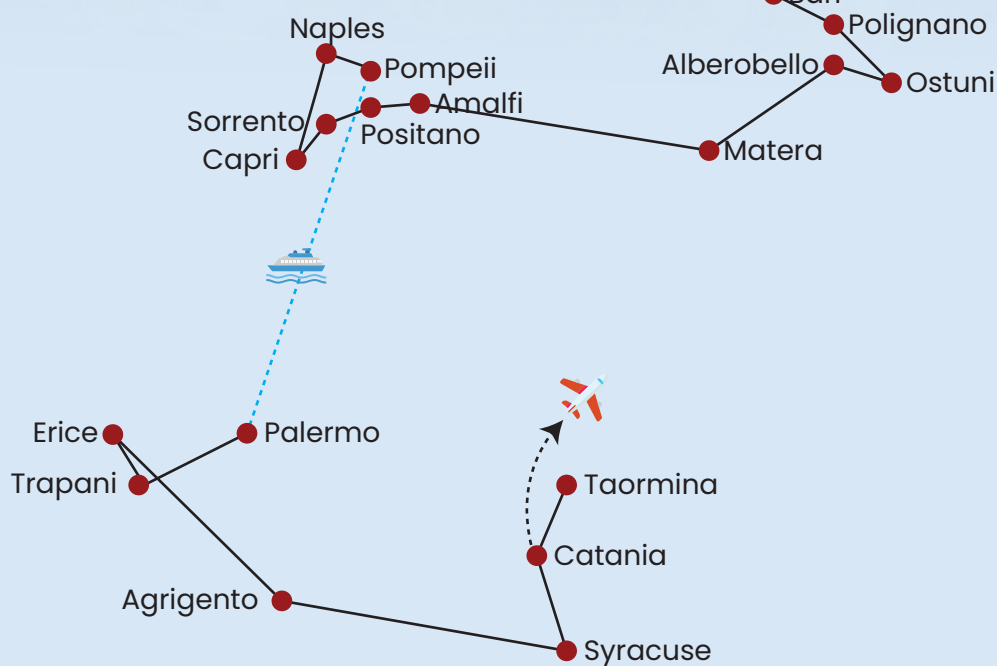 Polignano
Naples
Alberobello
Pompeii
Ostuni
Amalfi
Sorrento
Positano
Capri
Matera
Erice
Palermo
Trapani
Taormina
Catania
Agrigento
Syracuse